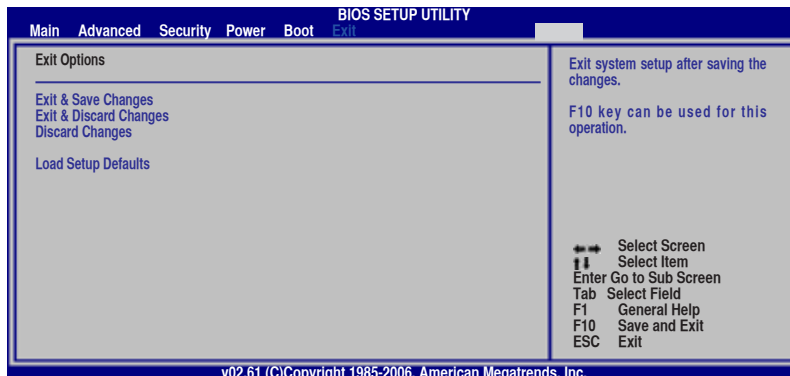 BIOS SETUP UTILITY
Main Advanced Security Power Boot Exit
Exit Options
Exit & Save Changes
Exit & Discard Changes
Discard Changes
Load Setup Defaults
Exit system setup after saving the
changes.
F10 key can be used for this
operation.
Select Screen
Select Item
Enter Go to Sub Screen
Tab Select Field
F1 General Help
F10 Save and Exit
ESC Exit
v02.61 (C)Copyright 1985-2006, American Megatrends, Inc.